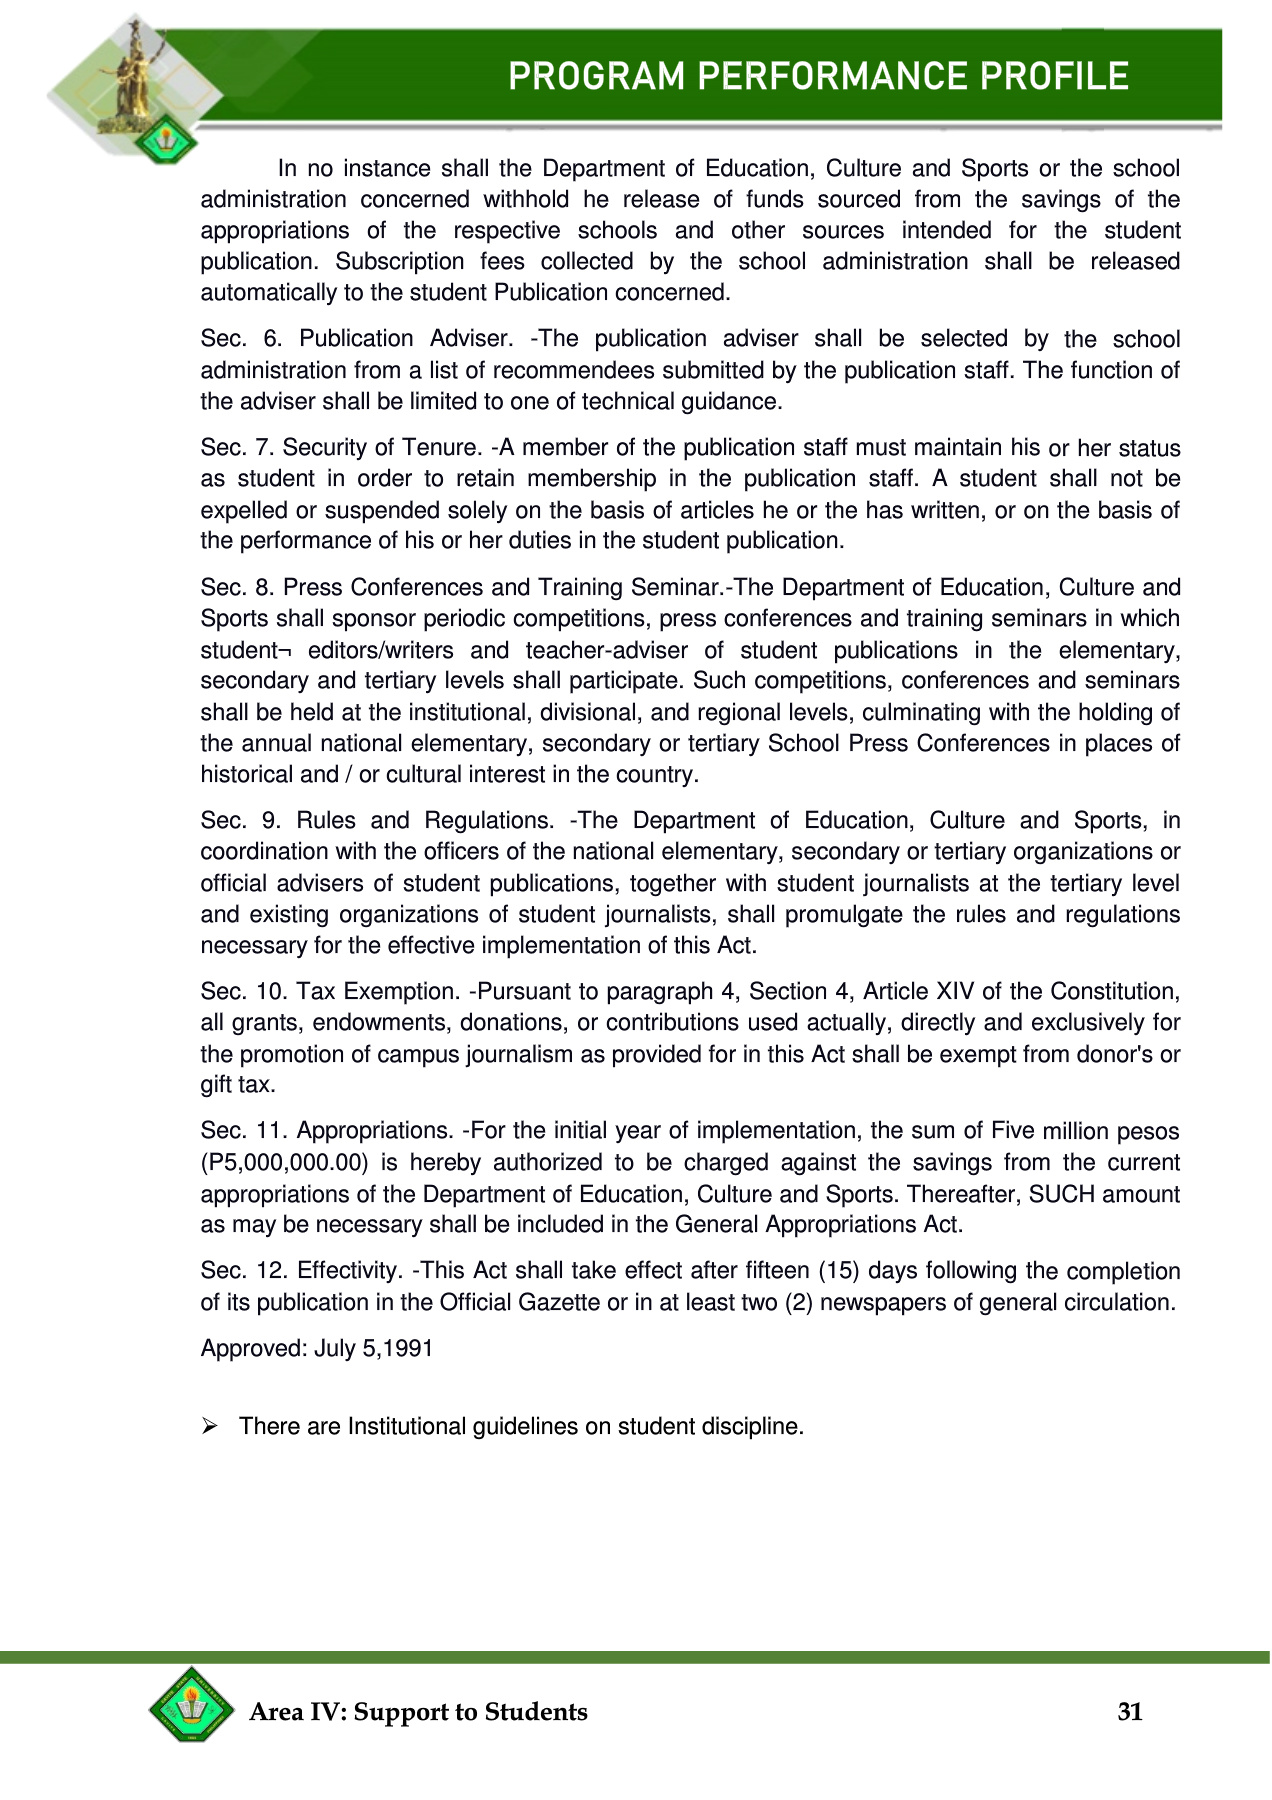 PROGRAM PERFORMANCE PROFILE
In no instance shall the Department of Education, Culture and Sports or the school
administration concerned withhold he release of funds sourced from the savings of the
appropriations of the respective schools and other sources intended for the student
publication. Subscription fees collected by the school administration shall be released
automatically to the student Publication concerned.
Sec. 6. Publication Adviser. -The publication adviser shall be selected by the school
administration from a list of recommendees submitted by the publication staff. The function of
the adviser shall be limited to one of technical guidance.
Sec. 7. Security of Tenure. -A member of the publication staff must maintain his or her status
as student in order to retain membership in the publication staff. A student shall not be
expelled or suspended solely on the basis of articles he or the has written, or on the basis of
the performance of his or her duties in the student publication.
Sec. 8. Press Conferences and Training Seminar.-The Department of Education, Culture and
Sports shall sponsor periodic competitions, press conferences and training seminars in which
student¬ editors/writers and teacher-adviser of student publications in the elementary,
secondary and tertiary levels shall participate. Such competitions, conferences and seminars
shall be held at the institutional, divisional, and regional levels, culminating with the holding of
the annual national elementary, secondary or tertiary School Press Conferences in places of
historical and / or cultural interest in the country.
Sec. 9. Rules and Regulations. -The Department of Education, Culture and Sports, in
coordination with the officers of the national elementary, secondary or tertiary organizations or
official advisers of student publications, together with student journalists at the tertiary level
and existing organizations of student journalists, shall promulgate the rules and regulations
necessary for the effective implementation of this Act.
Sec. 10. Tax Exemption. -Pursuant to paragraph 4, Section 4, Article XIV of the Constitution,
all grants, endowments, donations, or contributions used actually, directly and exclusively for
the promotion of campus journalism as provided for in this Act shall be exempt from donor's or
gift tax.
Sec. 11. Appropriations. -For the initial year of implementation, the sum of Five million pesos
(P5,000,000.00) is hereby authorized to be charged against the savings from the current
appropriations of the Department of Education, Culture and Sports. Thereafter, SUCH amount
as may be necessary shall be included in the General Appropriations Act.
Sec. 12. Effectivity. -This Act shall take effect after fifteen (15) days following the completion
of its publication in the Official Gazette or in at least two (2) newspapers of general circulation.
Approved: July 5,1991
➢ There are Institutional guidelines on student discipline.
Area IV: Support to Students 31